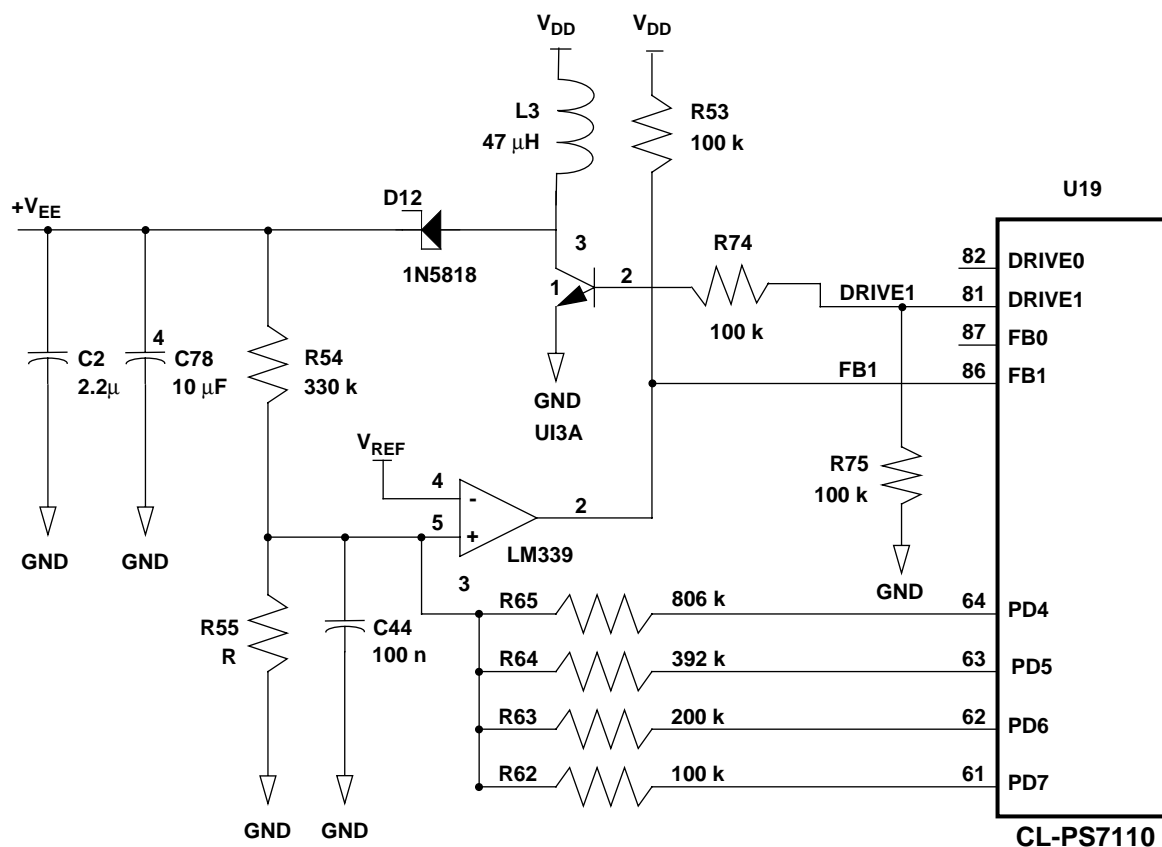 V_DD
V_DD
L3
47 μH
R53
100 k
U19
+V_EE
D12
1N5818
3
1
2
R74
100 k
DRIVE1
82
DRIVE0
81
DRIVE1
87
FB0
86
FB1
FB1
C2
2.2μ
4
C78
10 μF
R54
330 k
GND
UI3A
V_REF
4
-
5
+
2
LM339
3
R75
100 k
GND
GND
GND
R55
R
C44
100 n
R65
806 k
64
PD4
R64
392 k
63
PD5
R63
200 k
62
PD6
R62
100 k
61
PD7
GND
GND
CL-PS7110